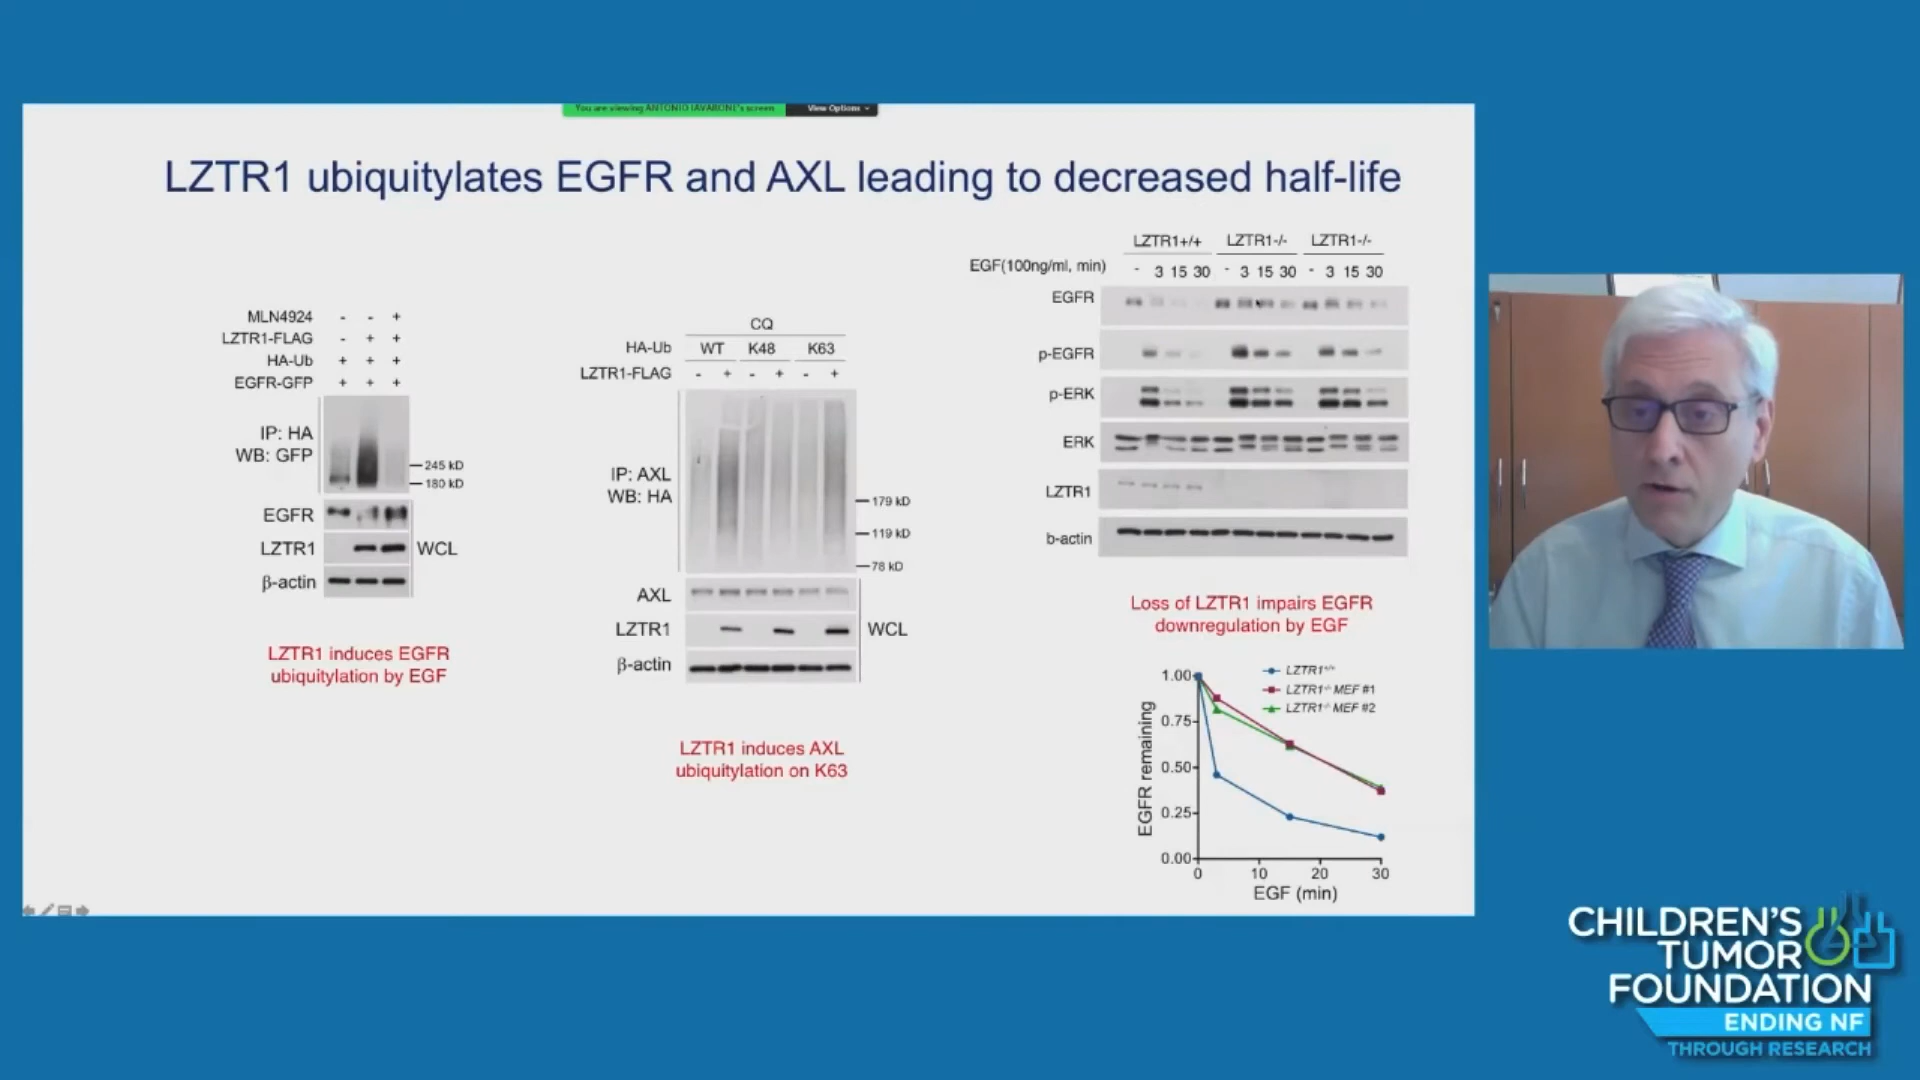 You are viewing ANTONIO IAVARONE's screen View Options
LZTR1 ubiquitylates EGFR and AXL leading to decreased half-life
MLN4924 - - +
LZTR1-FLAG - + +
HA-Ub + + +
EGFR-GFP + + +
IP: HA
WB: GFP
245 kD
180 kD
EGFR
LZTR1
WCL
β-actin
LZTR1 induces EGFR
ubiquitylation by EGF
CQ
HA-Ub WT K48 K63
LZTR1-FLAG - + - + - +
IP: AXL
WB: HA
179 kD
119 kD
78 kD
AXL
LZTR1
WCL
β-actin
LZTR1 induces AXL
ubiquitylation on K63
LZTR1+/+ LZTR1-/- LZTR1-/-
EGF(100ng/ml, min) - 3 15 30 - 3 15 30 - 3 15 30
EGFR
p-EGFR
p-ERK
ERK
LZTR1
b-actin
Loss of LZTR1 impairs EGFR
downregulation by EGF
LZTR1+/+
LZTR1-/- MEF #1
LZTR1-/- MEF #2
EGFR remaining
1.00
0.75
0.50
0.25
0.00
0 10 20 30
EGF (min)
CHILDREN'S
TUMOR
FOUNDATION
ENDING NF
THROUGH RESEARCH